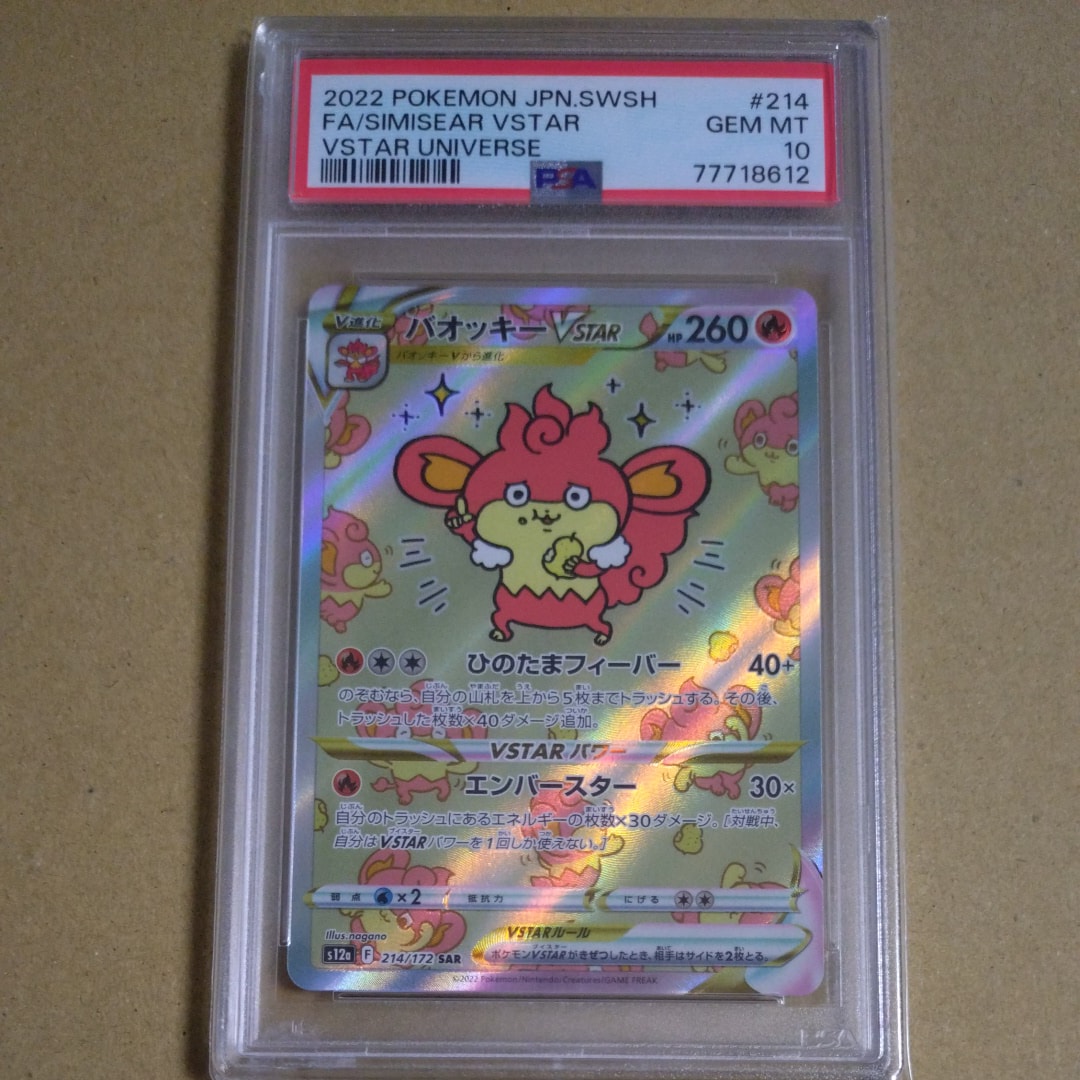 2022 POKEMON JPN.SWSH #214
FA/SIMISEAR VSTAR GEM MT
VSTAR UNIVERSE 10
PSA 77718612
V進化
バオッキー VSTAR HP 260
バオッキーVから進化
ひのたまフィーバー 40+
のぞむなら、自分の山札を上から5枚までトラッシュする。その後、
トラッシュした枚数×40ダメージ追加。
VSTARパワー
エンバースター 30×
自分のトラッシュにあるエネルギーの枚数×30ダメージ。[対戦中、
自分はVSTARパワーを1回しか使えない。]
弱点 ×2 抵抗力 にげる
Illus. nagano VSTARルール
s12a F 214/172 SAR ポケモンVSTARがきぜつしたとき、相手はサイドを2枚とる。
©2022 Pokémon/Nintendo/Creatures/GAME FREAK.